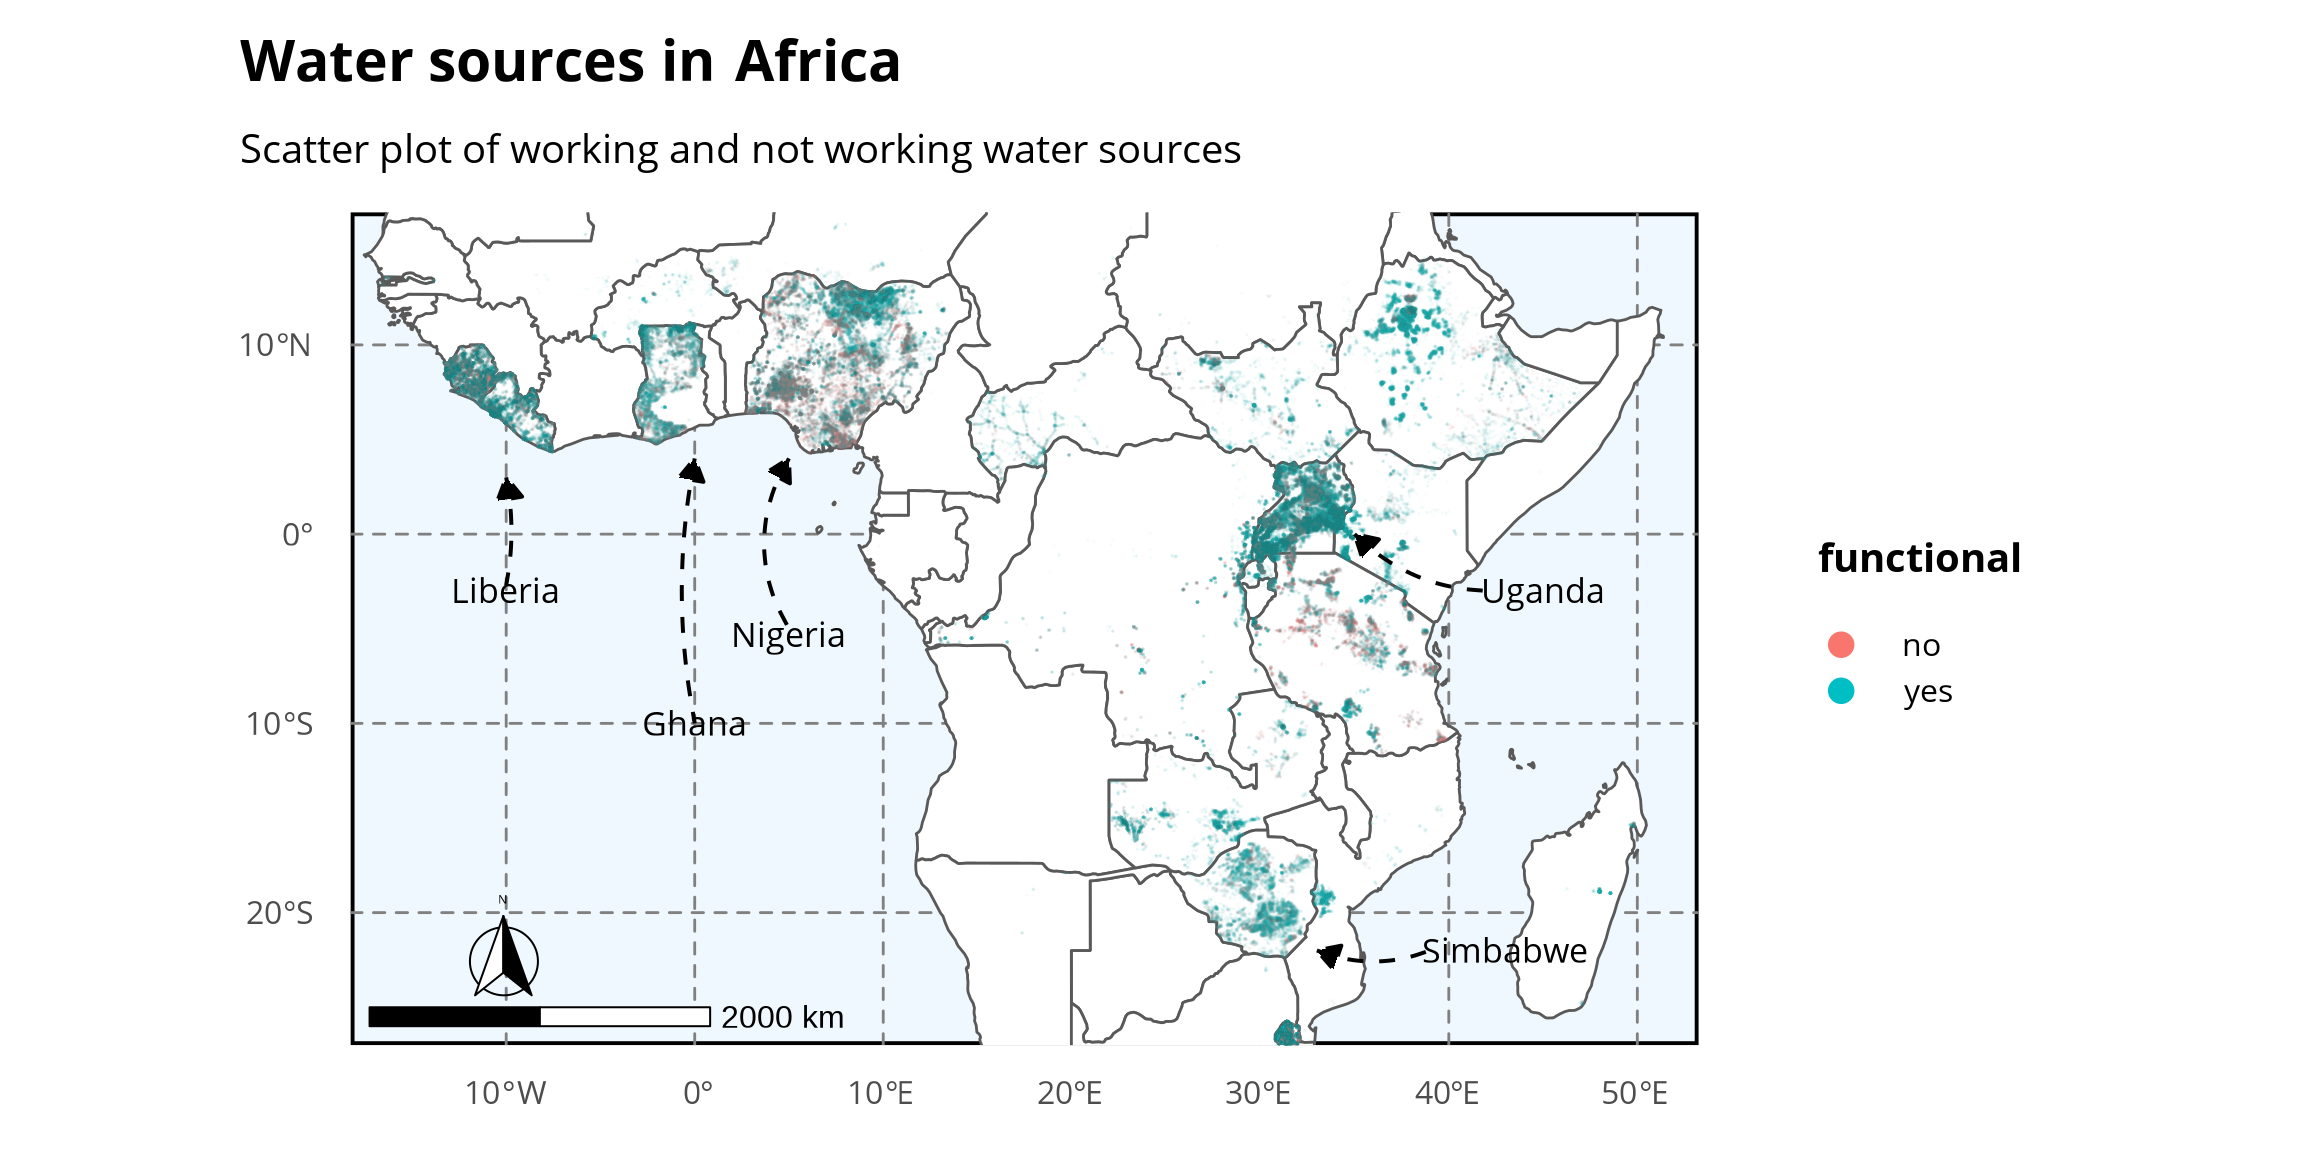 Water sources in Africa
Scatter plot of working and not working water sources
10°N
0°
10°S
20°S
Liberia
Nigeria
Ghana
Uganda
Simbabwe
N
2000 km
10°W
0°
10°E
20°E
30°E
40°E
50°E
functional
no
yes